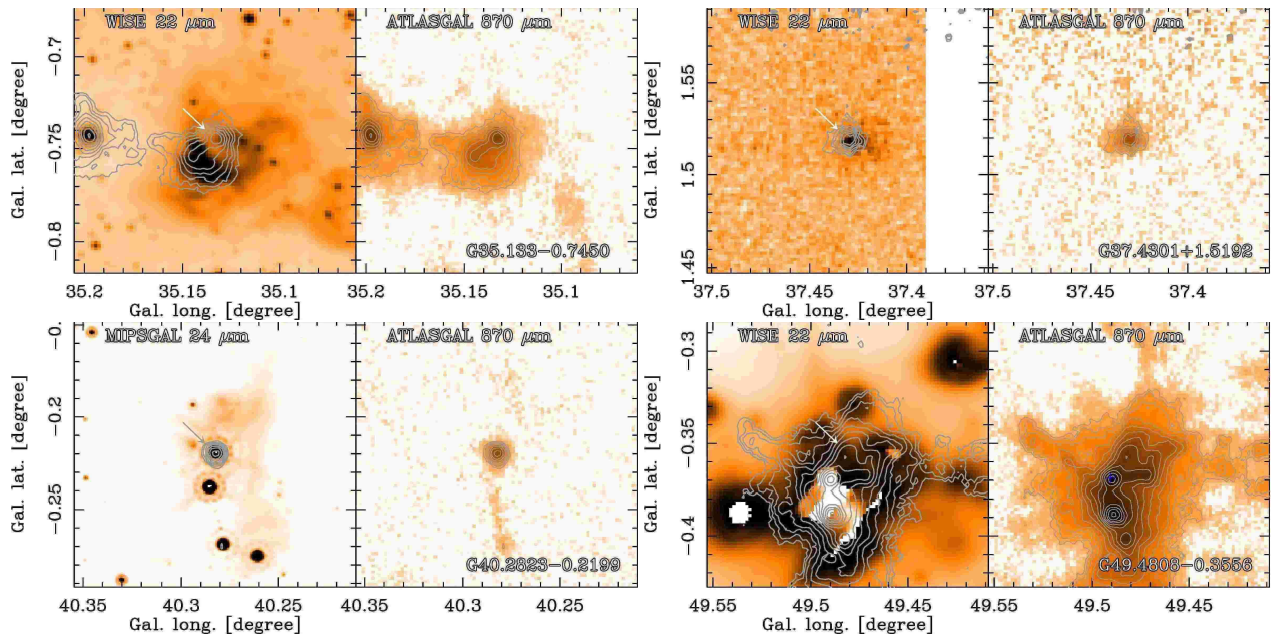 WISE 22 μm
ATLASGAL 870 μm
Gal. lat. [degree]
−0.7
−0.75
−0.8
G35.133−0.7450
35.2
35.15
35.1
35.2
35.15
35.1
Gal. long. [degree]
WISE 22 μm
ATLASGAL 870 μm
Gal. lat. [degree]
1.55
1.5
1.45
G37.4301+1.5192
37.5
37.45
37.4
37.5
37.45
37.4
Gal. long. [degree]
MIPSGAL 24 μm
ATLASGAL 870 μm
Gal. lat. [degree]
−0.
−0.2
−0.25
G40.2823−0.2199
40.35
40.3
40.25
40.35
40.3
40.25
Gal. long. [degree]
WISE 22 μm
ATLASGAL 870 μm
Gal. lat. [degree]
−0.3
−0.35
−0.4
G49.4808−0.3556
49.55
49.5
49.45
49.55
49.5
49.45
Gal. long. [degree]